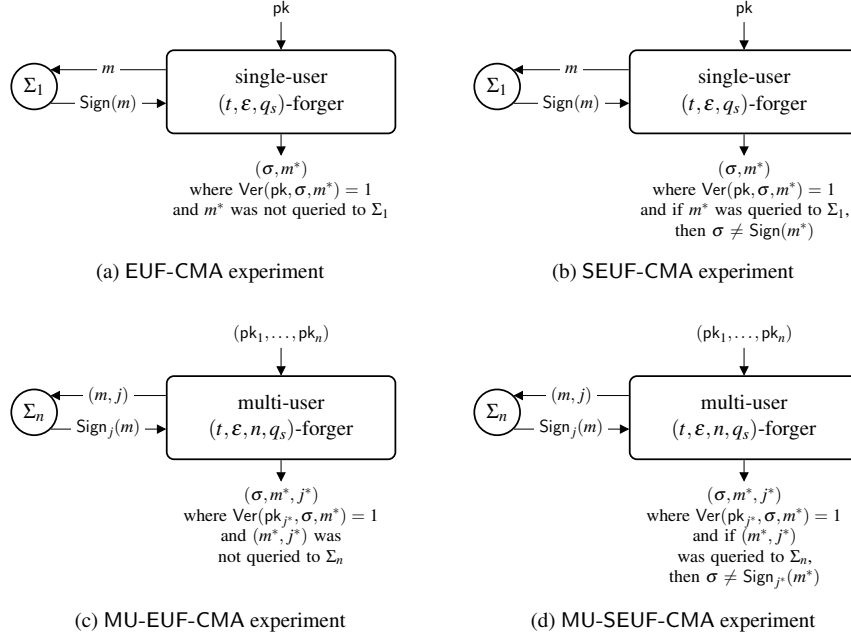 pk
Σ₁
m
Sign(m)
single-user
(t, ε, qₛ)-forger
(σ, m*)
where Ver(pk, σ, m*) = 1
and m* was not queried to Σ₁
(a) EUF-CMA experiment
pk
Σ₁
m
Sign(m)
single-user
(t, ε, qₛ)-forger
(σ, m*)
where Ver(pk, σ, m*) = 1
and if m* was queried to Σ₁,
then σ ≠ Sign(m*)
(b) SEUF-CMA experiment
(pk₁, …, pkₙ)
Σₙ
(m, j)
Signⱼ(m)
multi-user
(t, ε, n, qₛ)-forger
(σ, m*, j*)
where Ver(pkⱼ*, σ, m*) = 1
and (m*, j*) was
not queried to Σₙ
(c) MU-EUF-CMA experiment
(pk₁, …, pkₙ)
Σₙ
(m, j)
Signⱼ(m)
multi-user
(t, ε, n, qₛ)-forger
(σ, m*, j*)
where Ver(pkⱼ*, σ, m*) = 1
and if (m*, j*)
was queried to Σₙ,
then σ ≠ Signⱼ*(m*)
(d) MU-SEUF-CMA experiment